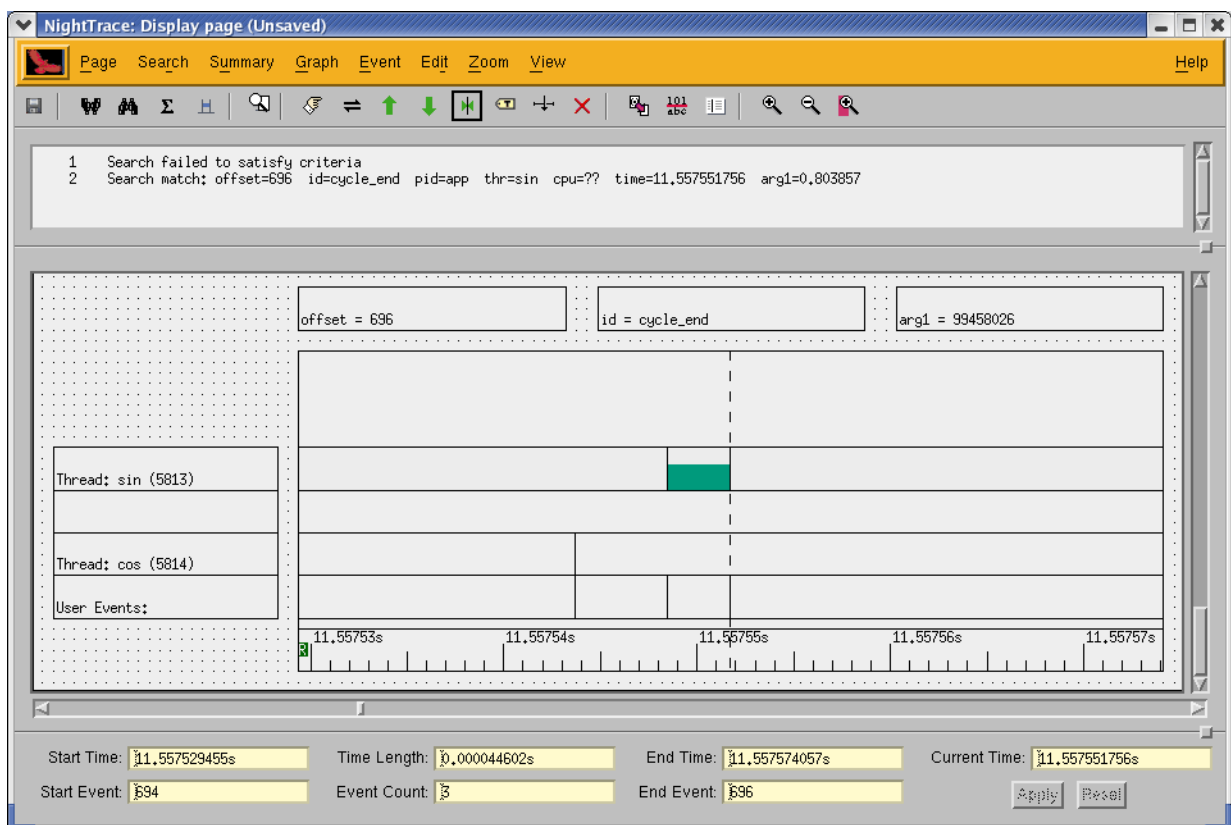 NightTrace: Display page (Unsaved)
Page Search Summary Graph Event Edit Zoom View Help
101
abc
1 Search failed to satisfy criteria
2 Search match: offset=696 id=cycle_end pid=app thr=sin cpu=?? time=11.557551756 arg1=0.803857
offset = 696 id = cycle_end arg1 = 99458026
Thread: sin (5813)
Thread: cos (5814)
User Events:
11.55753s 11.55754s 11.55755s 11.55756s 11.55757s
R
Start Time: 11.557529455s Time Length: 0.000044602s End Time: 11.557574057s Current Time: 11.557551756s
Start Event: 694 Event Count: 3 End Event: 696 Apply Reset